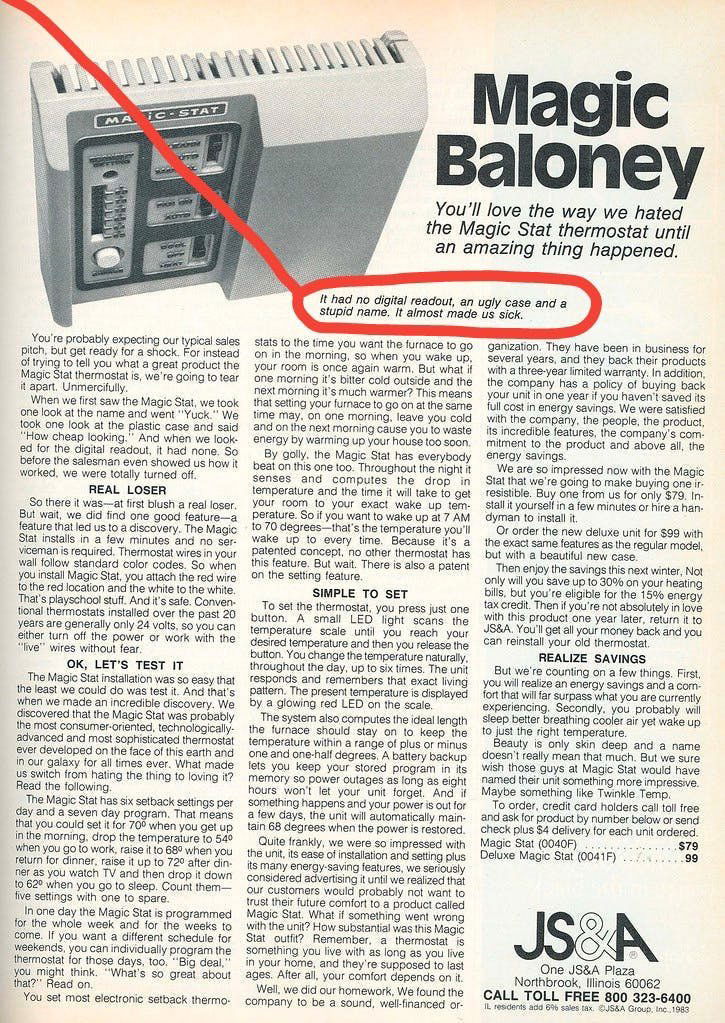 MAGIC-STAT
Magic
Baloney
You'll love the way we hated
the Magic Stat thermostat until
an amazing thing happened.
It had no digital readout, an ugly case and a
stupid name. It almost made us sick.
You're probably expecting our typical sales
pitch, but get ready for a shock. For instead
of trying to tell you what a great product the
Magic Stat thermostat is, we're going to tear
it apart. Unmercifully.
When we first saw the Magic Stat, we took
one look at the name and went "Yuck." We
took one look at the plastic case and said
"How cheap looking." And when we look-
ed for the digital readout, it had none. So
before the salesman even showed us how it
worked, we were totally turned off.
REAL LOSER
So there it was—at first blush a real loser.
But wait, we did find one good feature—a
feature that led us to a discovery. The Magic
Stat installs in a few minutes and no ser-
viceman is required. Thermostat wires in your
wall follow standard color codes. So when
you install Magic Stat, you attach the red wire
to the red location and the white to the white.
That's playschool stuff. And it's safe. Conven-
tional thermostats installed over the past 20
years are generally only 24 volts, so you can
either turn off the power or work with the
"live" wires without fear.
OK, LET'S TEST IT
The Magic Stat installation was so easy that
the least we could do was test it. And that's
when we made an incredible discovery. We
discovered that the Magic Stat was probably
the most consumer-oriented, technologically-
advanced and most sophisticated thermostat
ever developed on the face of this earth and
in our galaxy for all times ever. What made
us switch from hating the thing to loving it?
Read the following.
The Magic Stat has six setback settings per
day and a seven day program. That means
that you could set it for 70º when you get up
in the morning, drop the temperature to 54º
when you go to work, raise it to 68º when you
return for dinner, raise it up to 72º after din-
ner as you watch TV and then drop it down
to 62º when you go to sleep. Count them—
five settings with one to spare.
In one day the Magic Stat is programmed
for the whole week and for the weeks to
come. If you want a different schedule for
weekends, you can individually program the
thermostat for those days, too. "Big deal,"
you might think. "What's so great about
that?" Read on.
You set most electronic setback thermo-
stats to the time you want the furnace to go
on in the morning, so when you wake up,
your room is once again warm. But what if
one morning it's bitter cold outside and the
next morning it's much warmer? This means
that setting your furnace to go on at the same
time may, on one morning, leave you cold
and on the next morning cause you to waste
energy by warming up your house too soon.
By golly, the Magic Stat has everybody
beat on this one too. Throughout the night it
senses and computes the drop in
temperature and the time it will take to get
your room to your exact wake up tem-
perature. So if you want to wake up at 7 AM
to 70 degrees—that's the temperature you'll
wake up to every time. Because it's a
patented concept, no other thermostat has
this feature. But wait. There is also a patent
on the setting feature.
SIMPLE TO SET
To set the thermostat, you press just one
button. A small LED light scans the
temperature scale until you reach your
desired temperature and then you release the
button. You change the temperature naturally,
throughout the day, up to six times. The unit
responds and remembers that exact living
pattern. The present temperature is displayed
by a glowing red LED on the scale.
The system also computes the ideal length
the furnace should stay on to keep the
temperature within a range of plus or minus
one and one-half degrees. A battery backup
lets you keep your stored program in its
memory so power outages as long as eight
hours won't let your unit forget. And if
something happens and your power is out for
a few days, the unit will automatically main-
tain 68 degrees when the power is restored.
Quite frankly, we were so impressed with
the unit, its ease of installation and setting plus
its many energy-saving features, we seriously
considered advertising it until we realized that
our customers would probably not want to
trust their future comfort to a product called
Magic Stat. What if something went wrong
with the unit? How substantial was this Magic
Stat outfit? Remember, a thermostat is
something you live with as long as you live
in your home, and they're supposed to last
ages. After all, your comfort depends on it.
Well, we did our homework. We found the
company to be a sound, well-financed or-
ganization. They have been in business for
several years, and they back their products
with a three-year limited warranty. In addition,
the company has a policy of buying back
your unit in one year if you haven't saved its
full cost in energy savings. We were satisfied
with the company, the people, the product,
its incredible features, the company's com-
mitment to the product and above all, the
energy savings.
We are so impressed now with the Magic
Stat that we're going to make buying one ir-
resistible. Buy one from us for only $79. In-
stall it yourself in a few minutes or hire a han-
dyman to install it.
Or order the new deluxe unit for $99 with
the exact same features as the regular model,
but with a beautiful new case.
Then enjoy the savings this next winter. Not
only will you save up to 30% on your heating
bills, but you're eligible for the 15% energy
tax credit. Then if you're not absolutely in love
with this product one year later, return it to
JS&A. You'll get all your money back and you
can reinstall your old thermostat.
REALIZE SAVINGS
But we're counting on a few things. First,
you will realize an energy savings and a com-
fort that will far surpass what you are currently
experiencing. Secondly, you probably will
sleep better breathing cooler air yet wake up
to just the right temperature.
Beauty is only skin deep and a name
doesn't really mean that much. But we sure
wish those guys at Magic Stat would have
named their unit something more impressive.
Maybe something like Twinkle Temp.
To order, credit card holders call toll free
and ask for product by number below or send
check plus $4 delivery for each unit ordered.
Magic Stat (0040F) . . . . . . . . . . . . . $79
Deluxe Magic Stat (0041F) . . . . . . . . 99
JS&A®
One JS&A Plaza
Northbrook, Illinois 60062
CALL TOLL FREE 800 323-6400
IL residents add 6% sales tax. ©JS&A Group, Inc.,1983